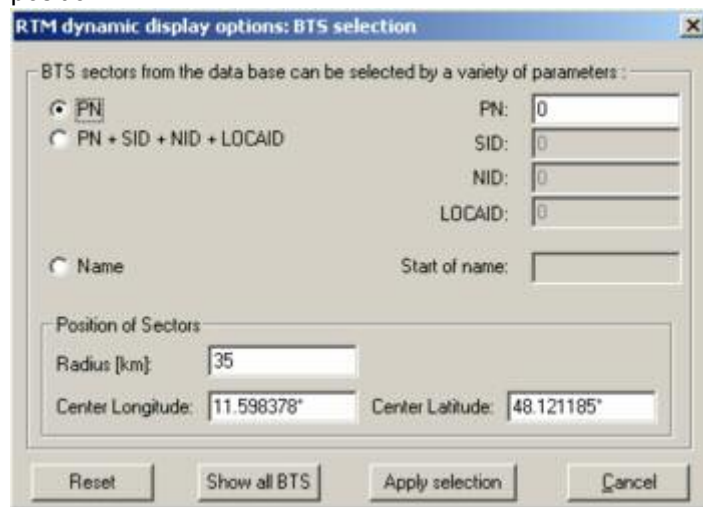 RTM dynamic display options: BTS selection
BTS sectors from the data base can be selected by a variety of parameters :
PN PN: 0
PN + SID + NID + LOCAID SID: 0
NID: 0
LOCAID: 0
Name Start of name:
Position of Sectors
Radius [km]: 35
Center Longitude: 11.598378° Center Latitude: 48.121185°
Reset Show all BTS Apply selection Cancel